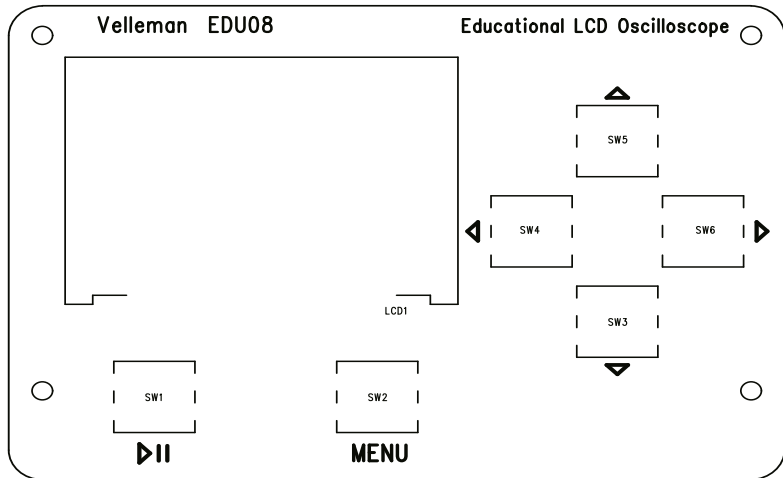 Velleman EDU08
Educational LCD Oscilloscope
SW5
SW4
SW6
SW3
LCD1
SW1
SW2
MENU